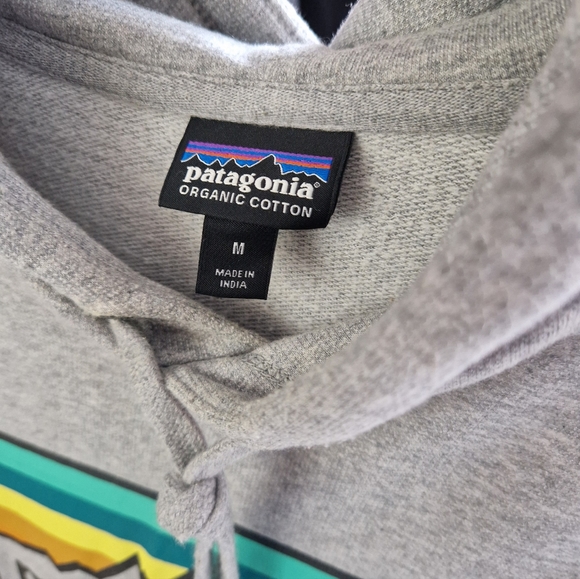 patagonia®
ORGANIC COTTON
M
MADE IN
INDIA